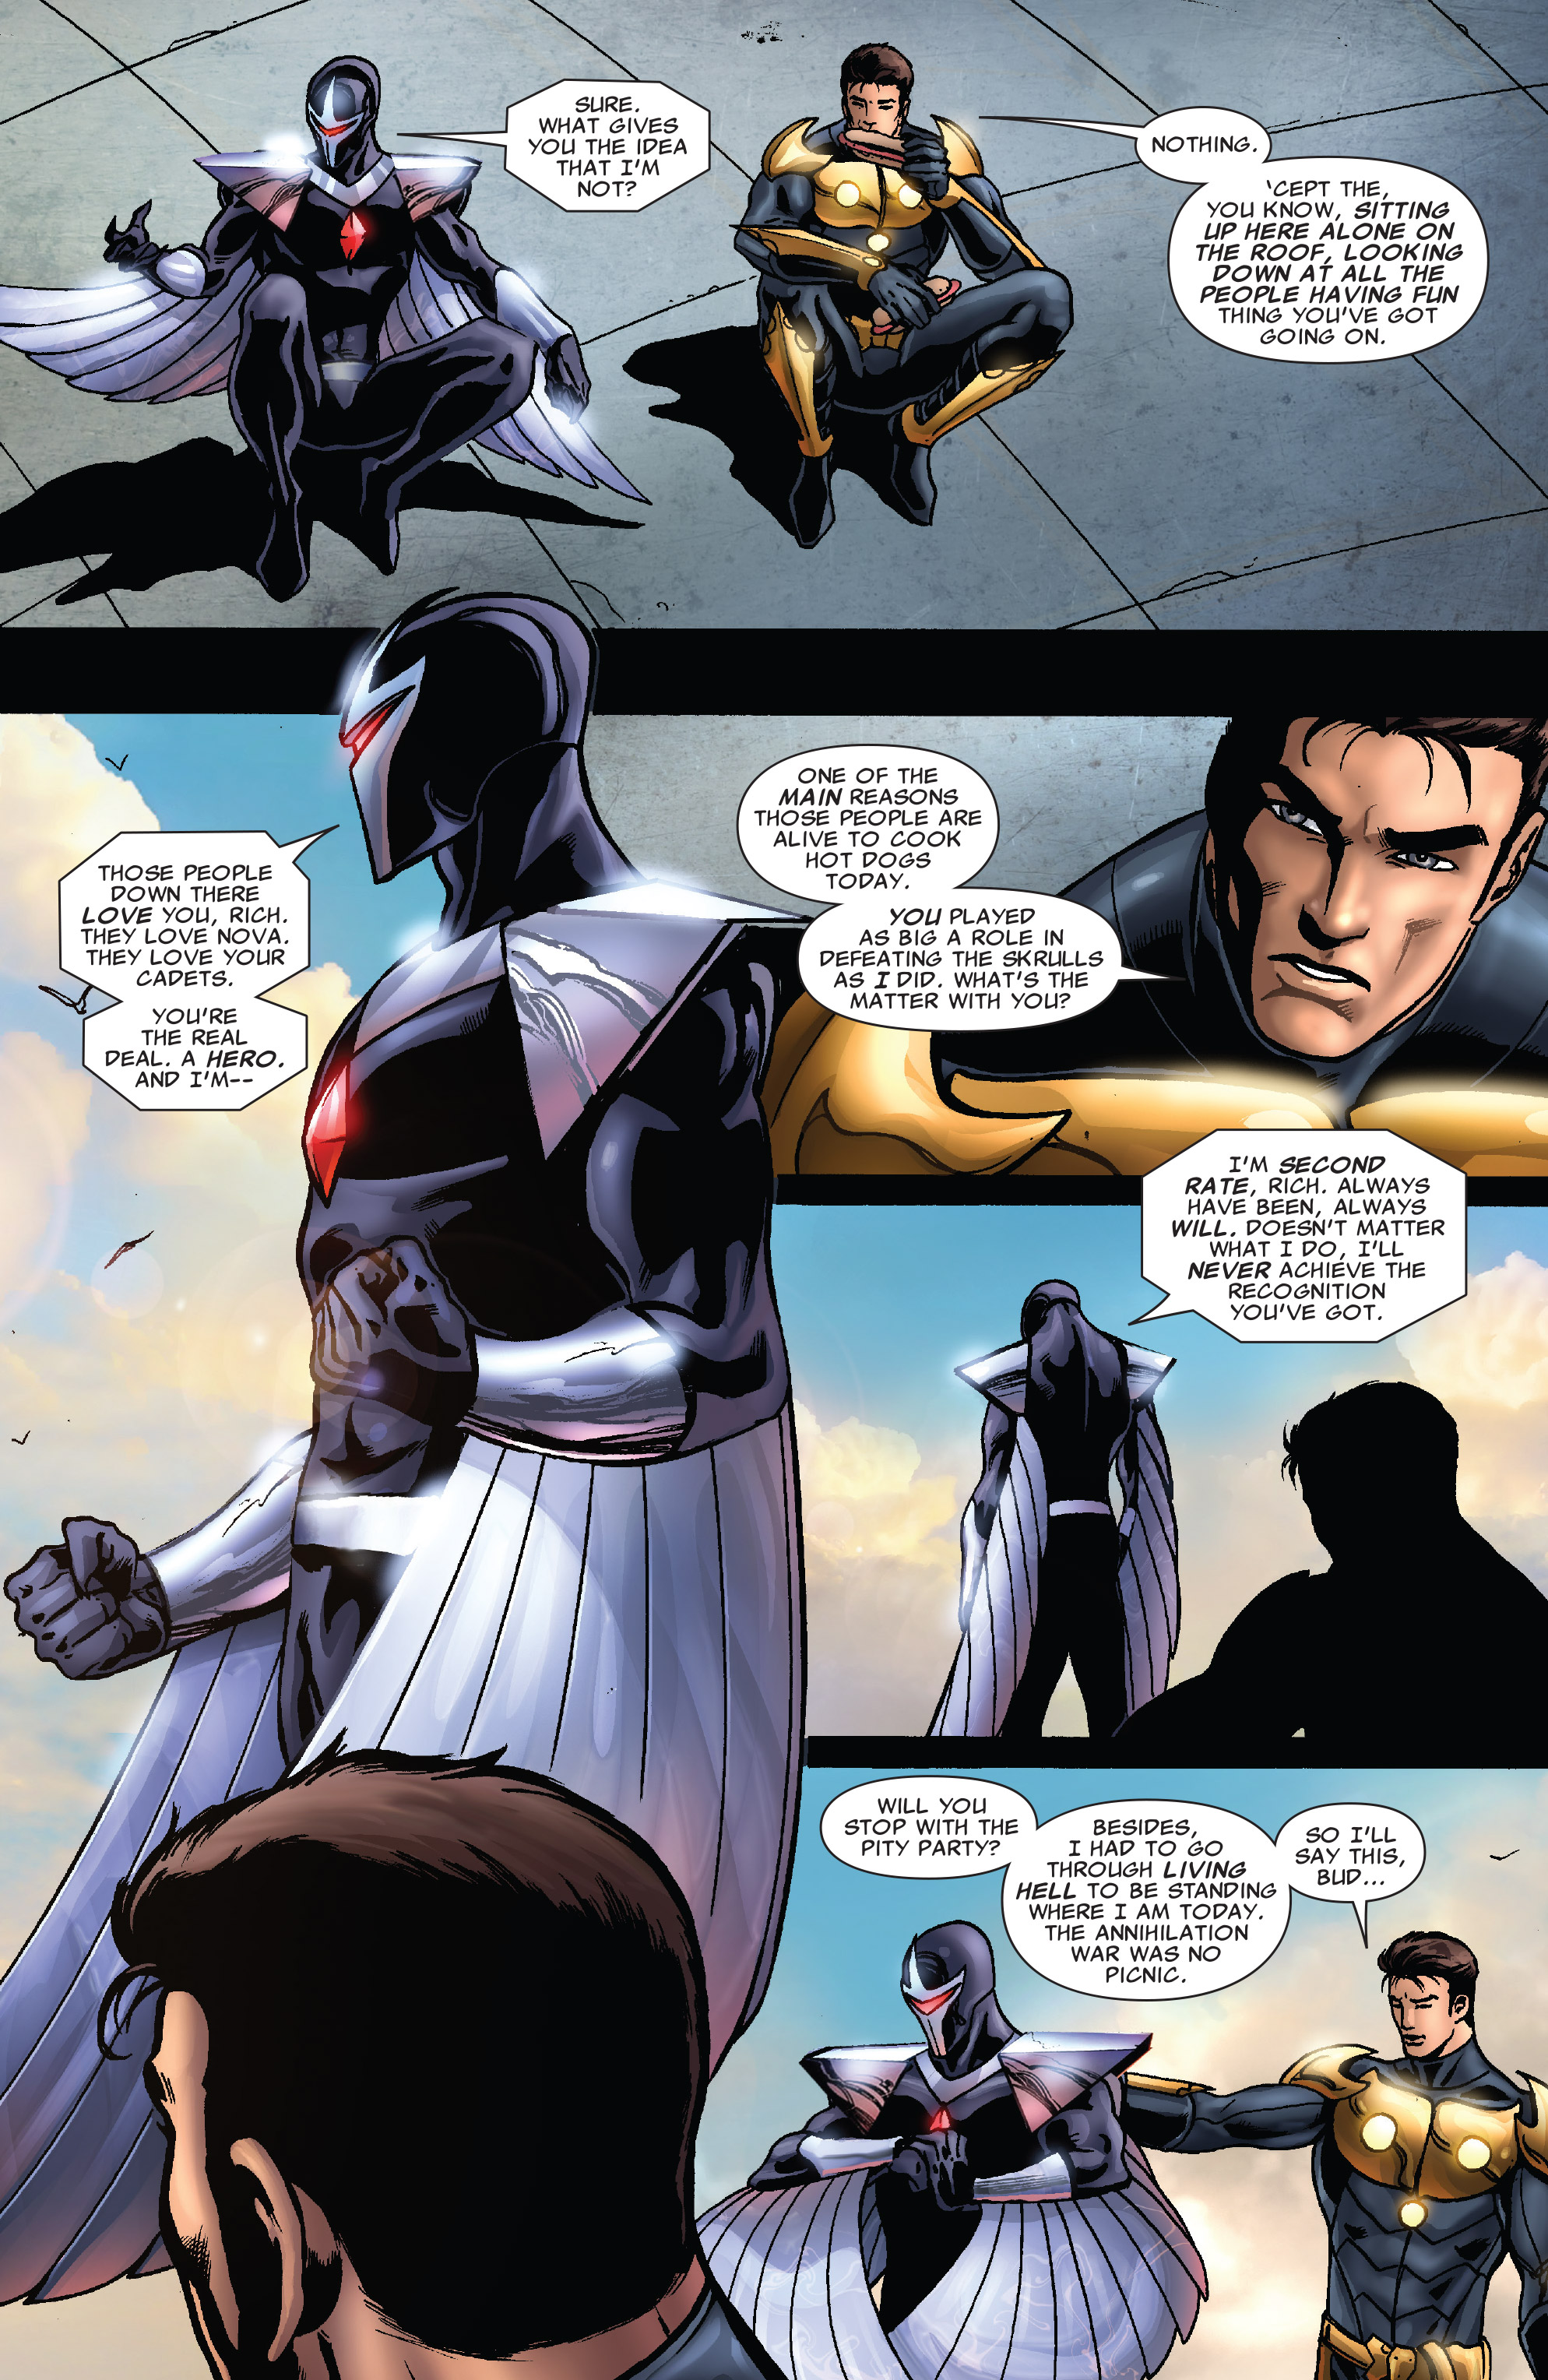 SURE.
WHAT GIVES
YOU THE IDEA
THAT I'M
NOT?
NOTHING.
'CEPT THE,
YOU KNOW, SITTING
UP HERE ALONE ON
THE ROOF, LOOKING
DOWN AT ALL THE
PEOPLE HAVING FUN
THING YOU'VE GOT
GOING ON.
THOSE PEOPLE
DOWN THERE
LOVE YOU, RICH.
THEY LOVE NOVA.
THEY LOVE YOUR
CADETS.
YOU'RE
THE REAL
DEAL. A HERO.
AND I'M--
ONE OF THE
MAIN REASONS
THOSE PEOPLE ARE
ALIVE TO COOK
HOT DOGS
TODAY.
YOU PLAYED
AS BIG A ROLE IN
DEFEATING THE SKRULLS
AS I DID. WHAT'S THE
MATTER WITH YOU?
I'M SECOND
RATE, RICH. ALWAYS
HAVE BEEN, ALWAYS
WILL. DOESN'T MATTER
WHAT I DO, I'LL
NEVER ACHIEVE THE
RECOGNITION
YOU'VE GOT.
WILL YOU
STOP WITH THE
PITY PARTY?
BESIDES,
I HAD TO GO
THROUGH LIVING
HELL TO BE STANDING
WHERE I AM TODAY.
THE ANNIHILATION
WAR WAS NO
PICNIC.
SO I'LL
SAY THIS,
BUD...